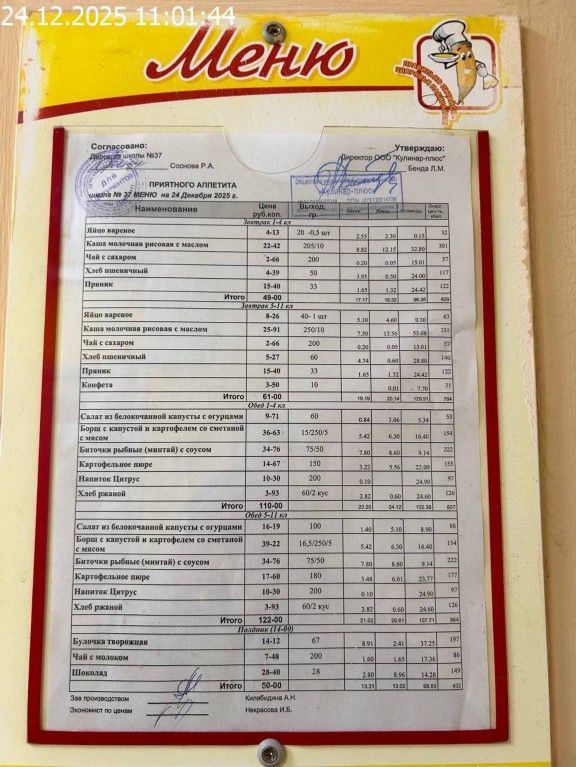 24.12.2025 11:01:44
Меню
Согласовано: Утверждаю:
Директор школы №37 Директор ООО "Кулинар-плюс"
Соснова Р.А. Бенда Л.М.
ПРИЯТНОГО АППЕТИТА
школа № 37 МЕНЮ на 24 Декабря 2025 г.
Наименование Цена руб.коп. Выход, гр.
Завтрак 1-4 кл
Яйцо вареное 4-13 20 -0,5 шт 2.55 2.30 0.15 32
Каша молочная рисовая с маслом 22-42 205/10 8.82 12.15 32.80 301
Чай с сахаром 2-66 200 0.20 0.05 15.01 57
Хлеб пшеничный 4-39 50 3.95 0.50 24.00 117
Пряник 15-40 33 1.65 1.32 24.42 122
Итого 49-00 17.17 16.32 96.38 629
Завтрак 5-11 кл
Яйцо вареное 8-26 40- 1 шт 5.10 4.60 0.30 63
Каша молочная рисовая с маслом 25-91 250/10 7.50 13.56 53.68 350
Чай с сахаром 2-66 200 0.20 0.05 15.01 57
Хлеб пшеничный 5-27 60 4.74 0.60 28.80 140
Пряник 15-40 33 1.65 1.32 24.42 122
Конфета 3-50 10 0.01 7.70 31
Итого 61-00 19.19 20.14 129.91 764
Обед 1-4 кл
Салат из белокочанной капусты с огурцами 9-71 60 0.84 3.06 5.34 53
Борщ с капустой и картофелем со сметаной с мясом 36-63 15/250/5 5.42 6.30 16.40 154
Биточки рыбные (минтай) с соусом 34-76 75/50 7.80 8.60 9.14 222
Картофельное пюре 14-67 150 3.22 5.56 22.00 155
Напиток Цитрус 10-30 200 0.10 24.90 97
Хлеб ржаной 3-93 60/2 кус 2.82 0.60 24.60 126
Итого 110-00 20.20 24.12 102.38 807
Обед 5-11 кл
Салат из белокочанной капусты с огурцами 16-19 100 1.40 5.10 8.90 88
Борщ с капустой и картофелем со сметаной с мясом 39-22 16,5/250/5 5.42 6.30 16.40 154
Биточки рыбные (минтай) с соусом 34-76 75/50 7.80 8.60 9.14 222
Картофельное пюре 17-60 180 3.48 6.01 23.77 177
Напиток Цитрус 10-30 200 0.10 24.90 97
Хлеб ржаной 3-93 60/2 кус 2.82 0.60 24.60 126
Итого 122-00 21.02 26.61 107.71 864
Полдник (14-00)
Булочка творожная 14-12 67 8.91 2.41 37.25 197
Чай с молоком 7-48 200 1.60 1.65 17.36 86
Шоколад 28-40 28 2.80 8.96 14.28 149
Итого 50-00 13.31 13.02 68.89 432
Зав производством Килябидина А.Н.
Экономист по ценам Некрасова И.Б.